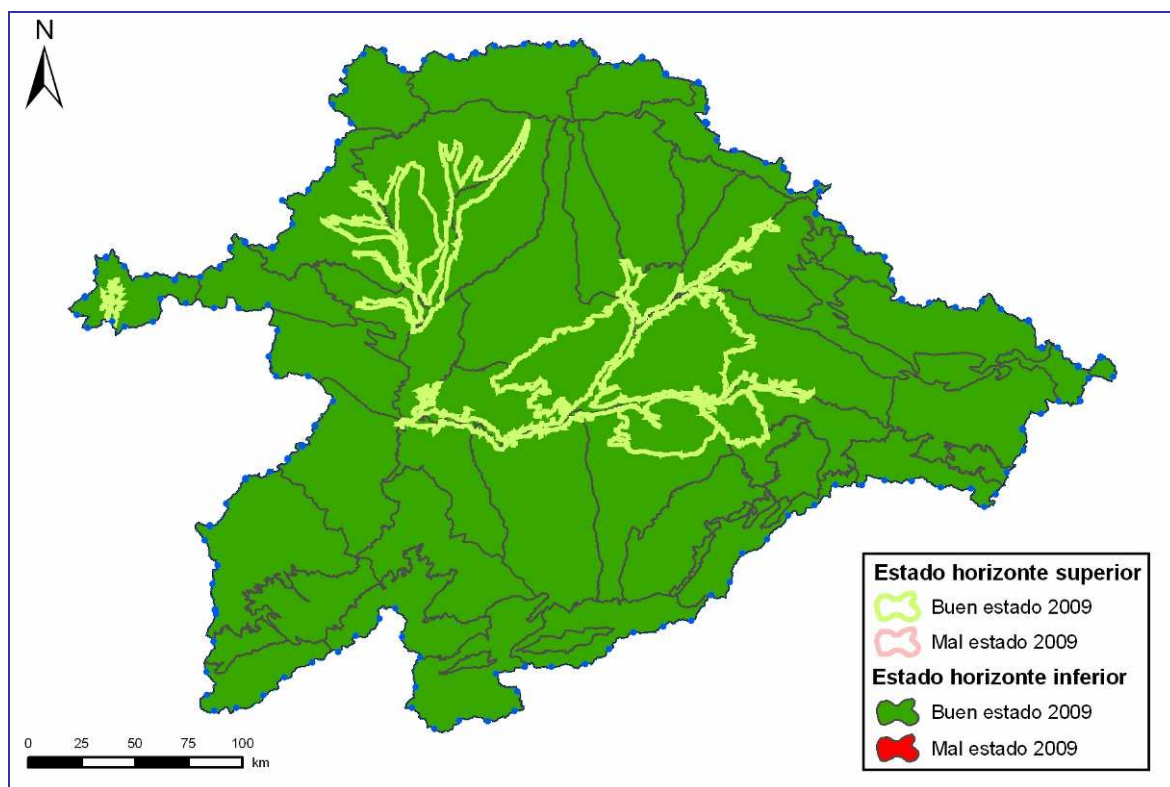 N
Estado horizonte superior
Buen estado 2009
Mal estado 2009
Estado horizonte inferior
Buen estado 2009
Mal estado 2009
0 25 50 75 100
km